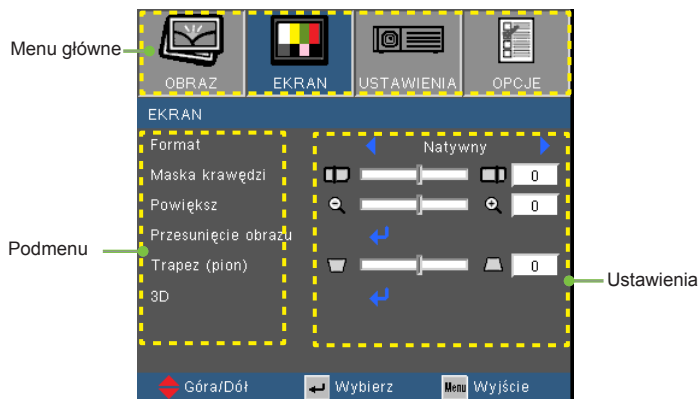 Menu główne
OBRAZ EKRAN USTAWIENIA OPCJE
EKRAN
Format Natywny
Maska krawędzi 0
Powiększ 0
Przesunięcie obrazu
Podmenu
Trapez (pion) 0
Ustawienia
3D
Góra/Dół Wybierz Menu Wyjście